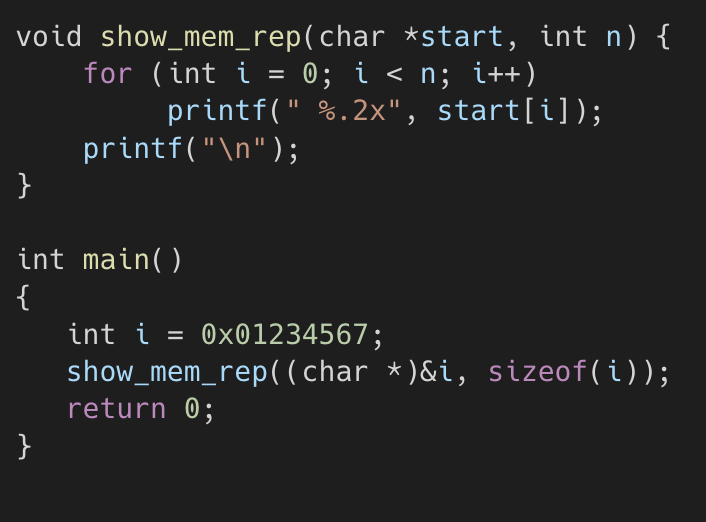 void show_mem_rep(char *start, int n) {
    for (int i = 0; i < n; i++)
         printf(" %.2x", start[i]);
    printf("\n");
}

int main()
{
   int i = 0x01234567;
   show_mem_rep((char *)&i, sizeof(i));
   return 0;
}